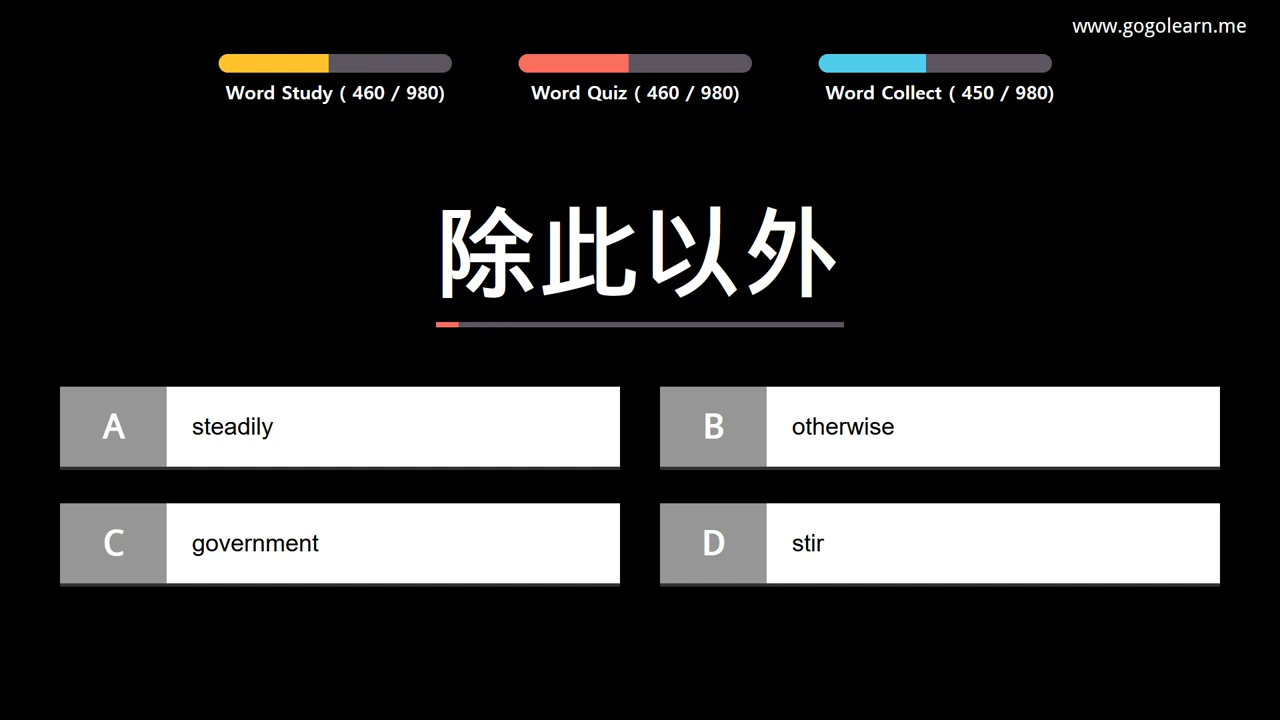 www.gogolearn.me
Word Study ( 460 / 980)
Word Quiz ( 460 / 980)
Word Collect ( 450 / 980)
除此以外
A steadily
B otherwise
C government
D stir